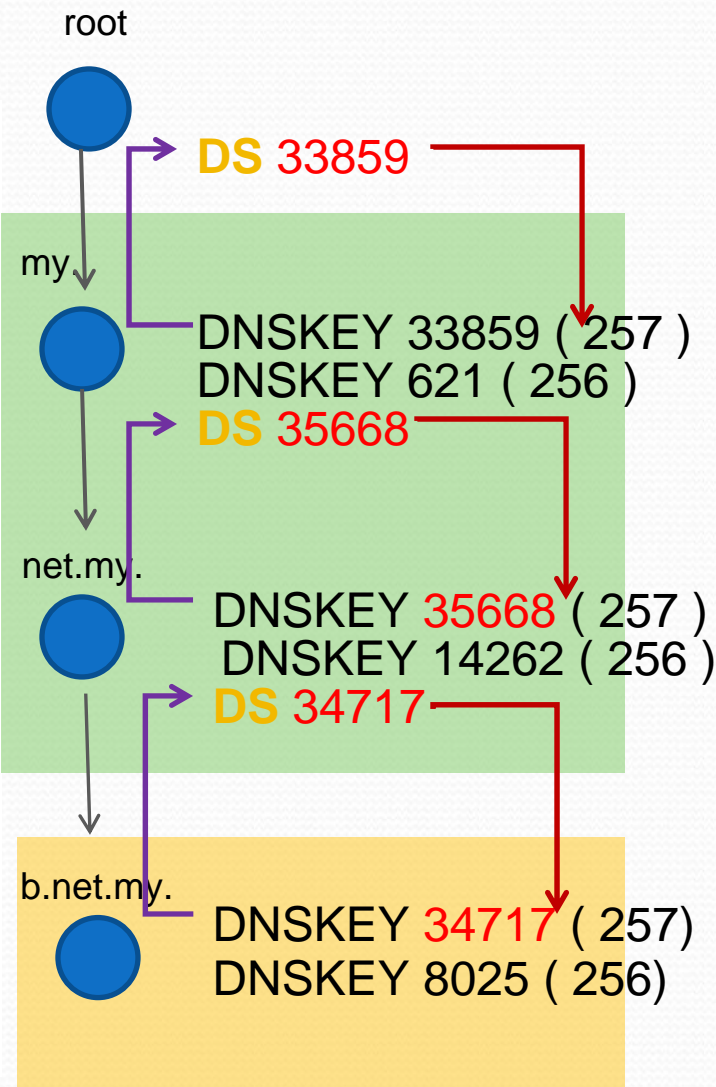 root
DS 33859
my.
DNSKEY 33859 ( 257 )
DNSKEY 621 ( 256 )
DS 35668
net.my.
DNSKEY 35668 ( 257 )
DNSKEY 14262 ( 256 )
DS 34717
b.net.my.
DNSKEY 34717 ( 257)
DNSKEY 8025 ( 256)